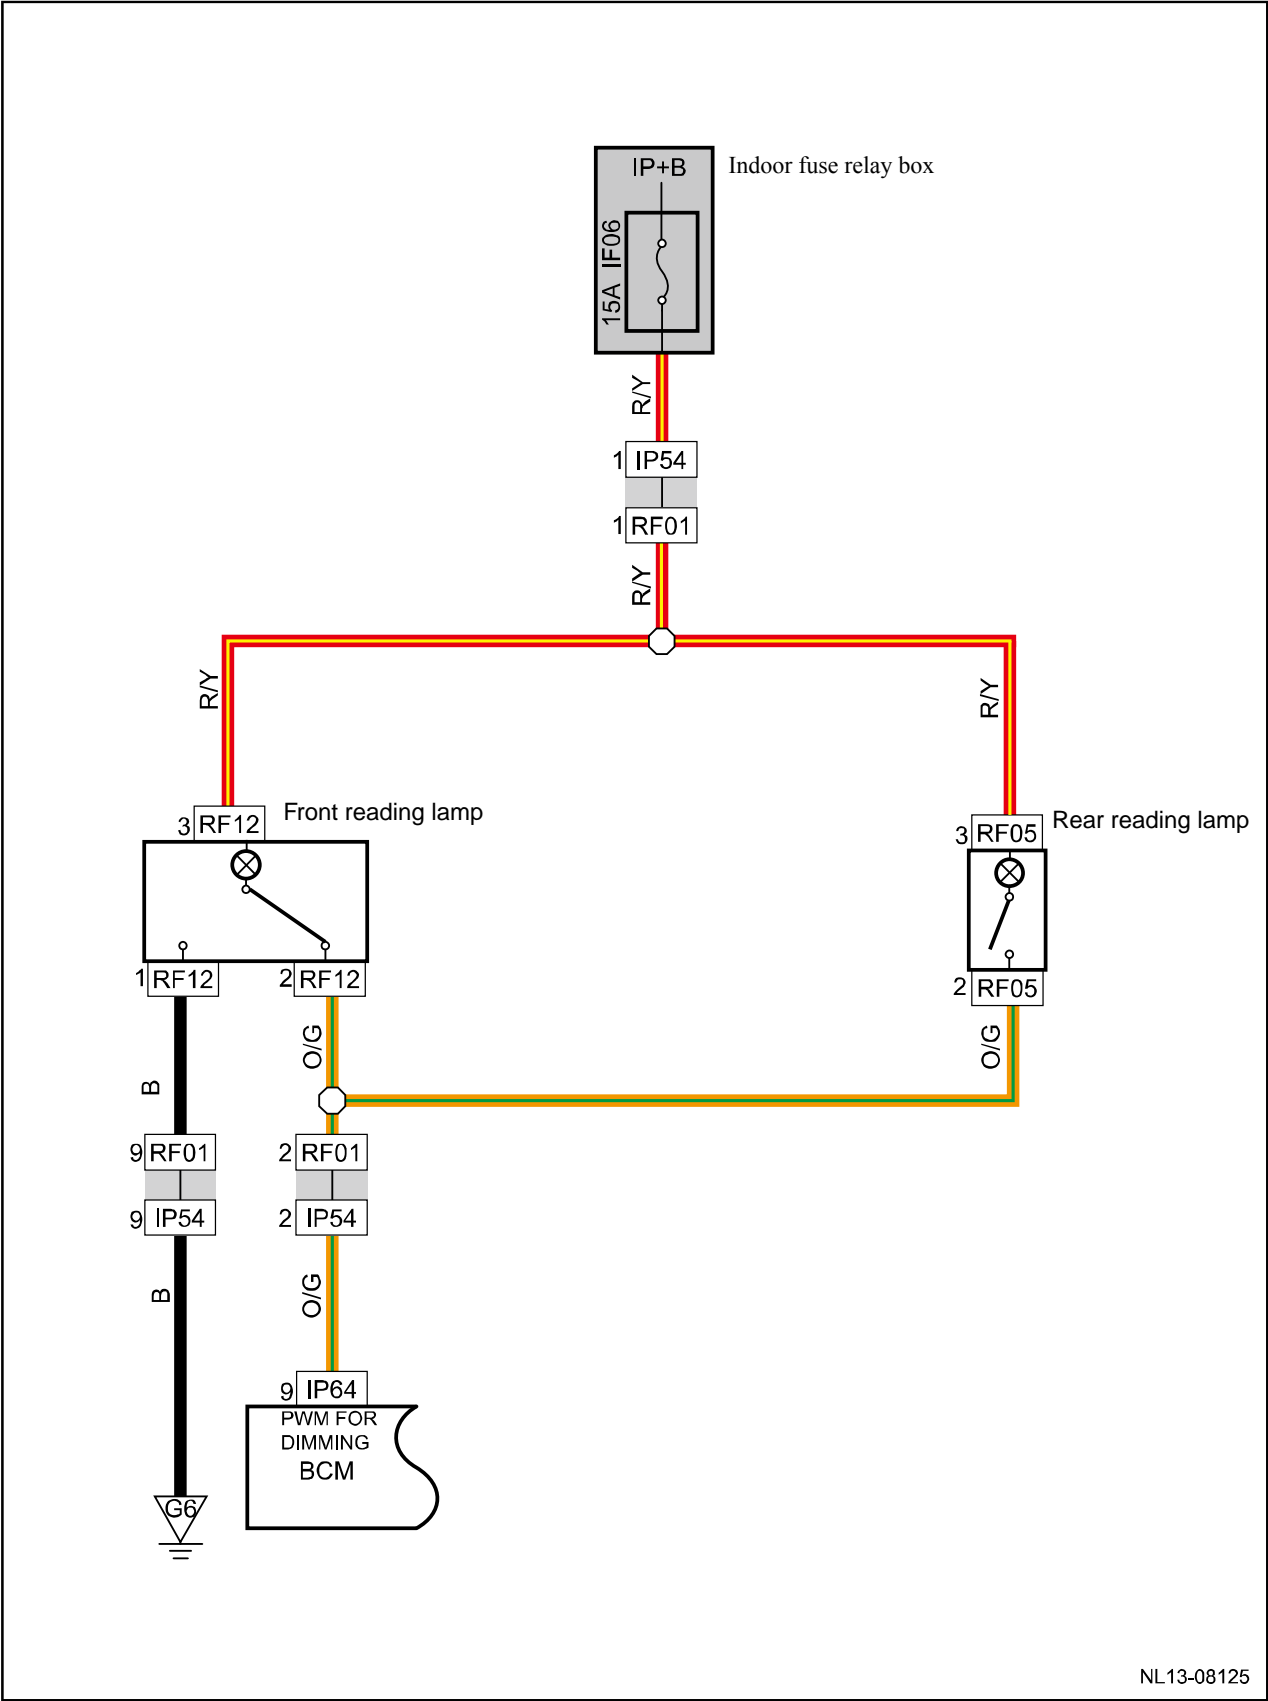 IP+B
Indoor fuse relay box
15A IF06
R/Y
1 IP54
1 RF01
R/Y
R/Y
R/Y
3 RF12
Front reading lamp
3 RF05
Rear reading lamp
1 RF12
2 RF12
2 RF05
O/G
O/G
B
9 RF01
2 RF01
9 IP54
2 IP54
B
O/G
9 IP64
PWM FOR
DIMMING
BCM
G6
NL13-08125